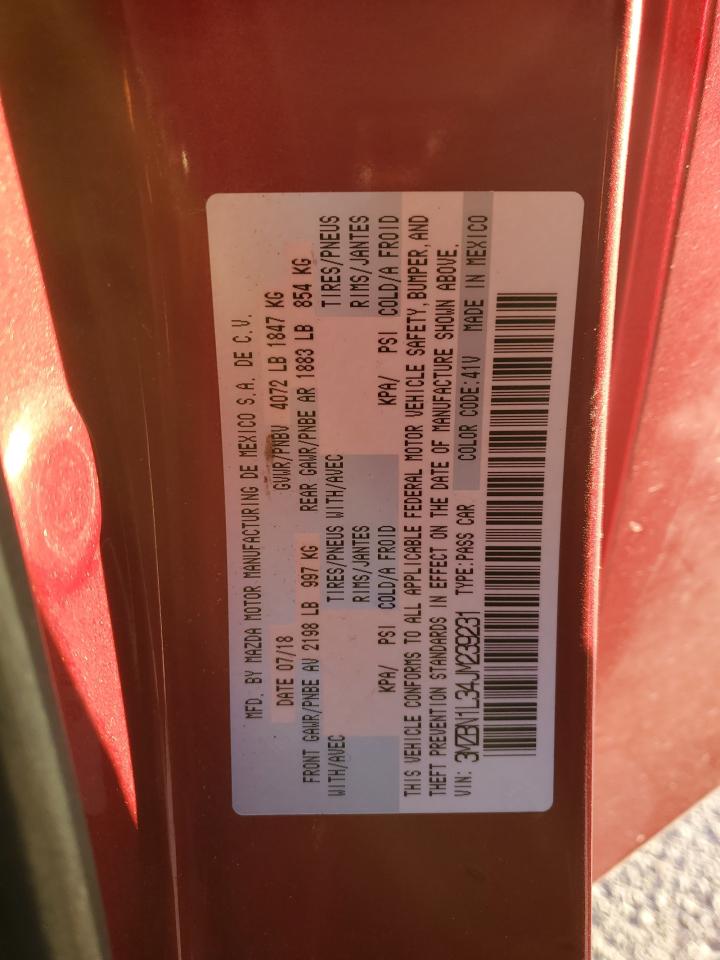 MFD. BY MAZDA MOTOR MANUFACTURING DE MEXICO S.A. DE C.V.
DATE 07/18 GVWR/PNBV 4072 LB 1847 KG
FRONT GAWR/PNBE AV 2198 LB 997 KG REAR GAWR/PNBE AR 1883 LB 854 KG
WITH/AVEC TIRES/PNEUS WITH/AVEC TIRES/PNEUS
RIMS/JANTES RIMS/JANTES
KPA/ PSI COLD/A FROID KPA/ PSI COLD/A FROID
THIS VEHICLE CONFORMS TO ALL APPLICABLE FEDERAL MOTOR VEHICLE SAFETY,BUMPER,AND
THEFT PREVENTION STANDARDS IN EFFECT ON THE DATE OF MANUFACTURE SHOWN ABOVE.
VIN: 3MZBN1L34JM239231 TYPE:PASS CAR COLOR CODE:41V MADE IN MEXICO